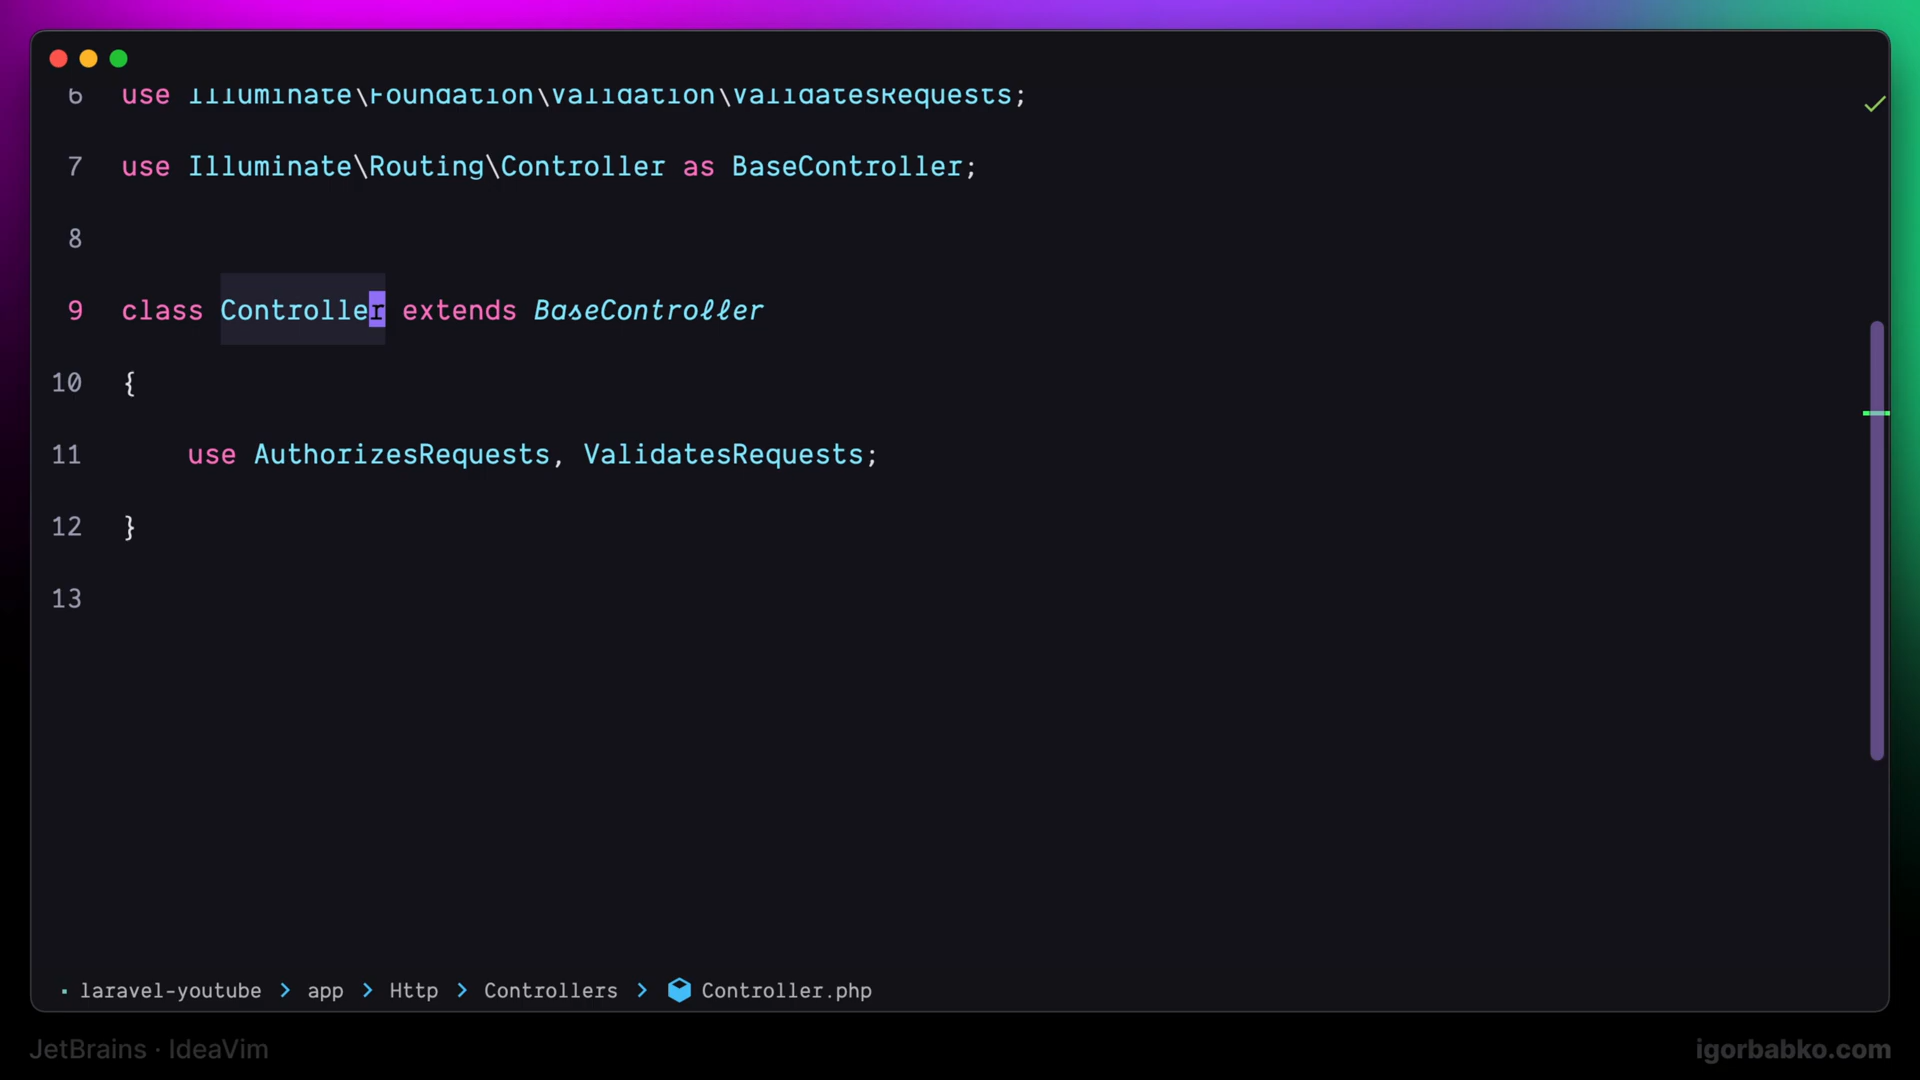 6 use Illuminate\Foundation\Validation\ValidatesRequests;
7 use Illuminate\Routing\Controller as BaseController;
8
9 class Controller extends BaseController
10 {
11 use AuthorizesRequests, ValidatesRequests;
12 }
13
laravel-youtube > app > Http > Controllers > Controller.php
JetBrains · IdeaVim
igorbabko.com